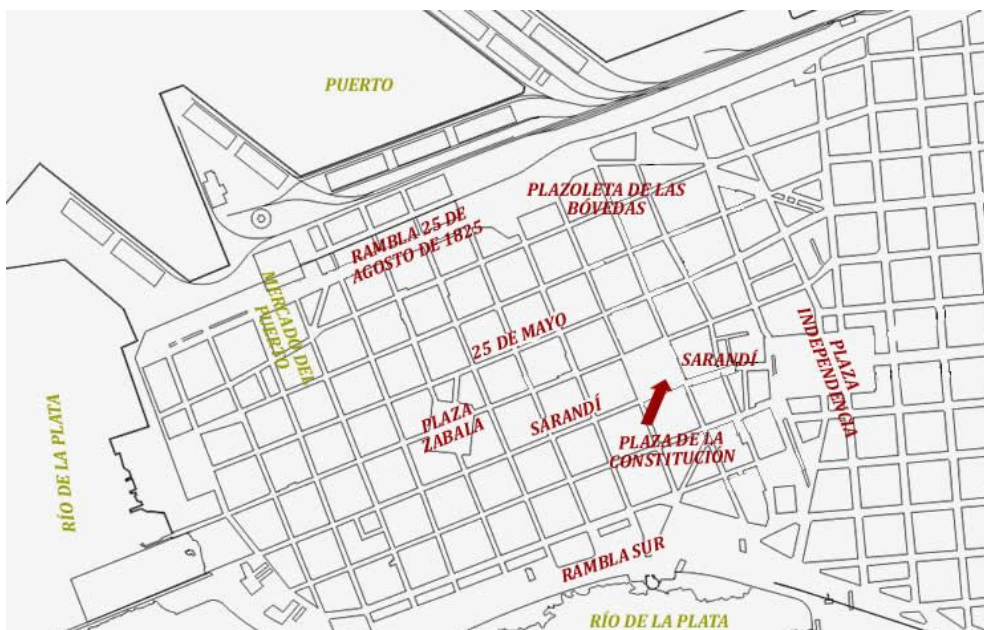 PUERTO
PLAZOLETA DE LAS
BÓVEDAS
RAMBLA 25 DE
AGOSTO DE 1825
MERCADO DEL
PUERTO
25 DE MAYO
PLAZA
INDEPENDENCIA
SARANDÍ
PLAZA
ZABALA
SARANDÍ
PLAZA DE LA
CONSTITUCIÓN
RÍO DE LA PLATA
RAMBLA SUR
RÍO DE LA PLATA